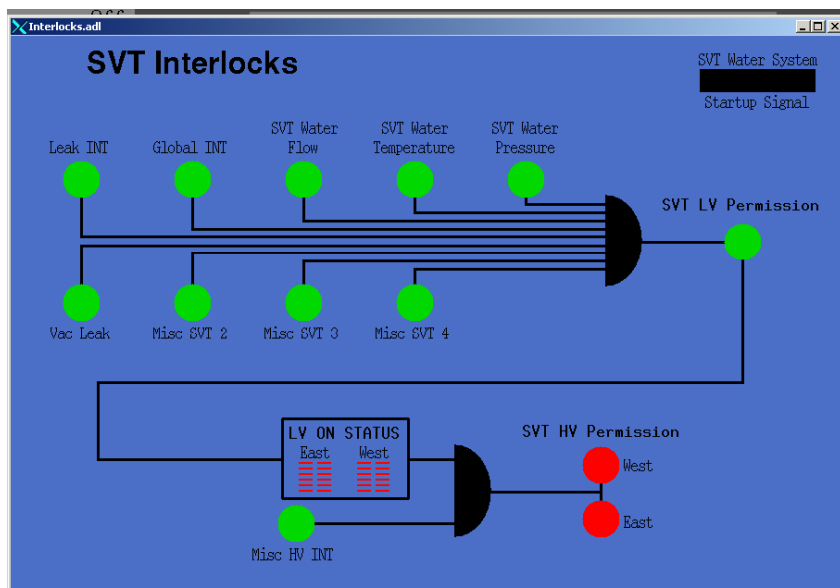 Off
Interlocks.adl
SVT Interlocks
SVT Water System
Startup Signal
Leak INT
Global INT
SVT Water
Flow
SVT Water
Temperature
SVT Water
Pressure
SVT LV Permission
Vac Leak
Misc SVT 2
Misc SVT 3
Misc SVT 4
LV ON STATUS
East
West
SVT HV Permission
West
East
Misc HV INT